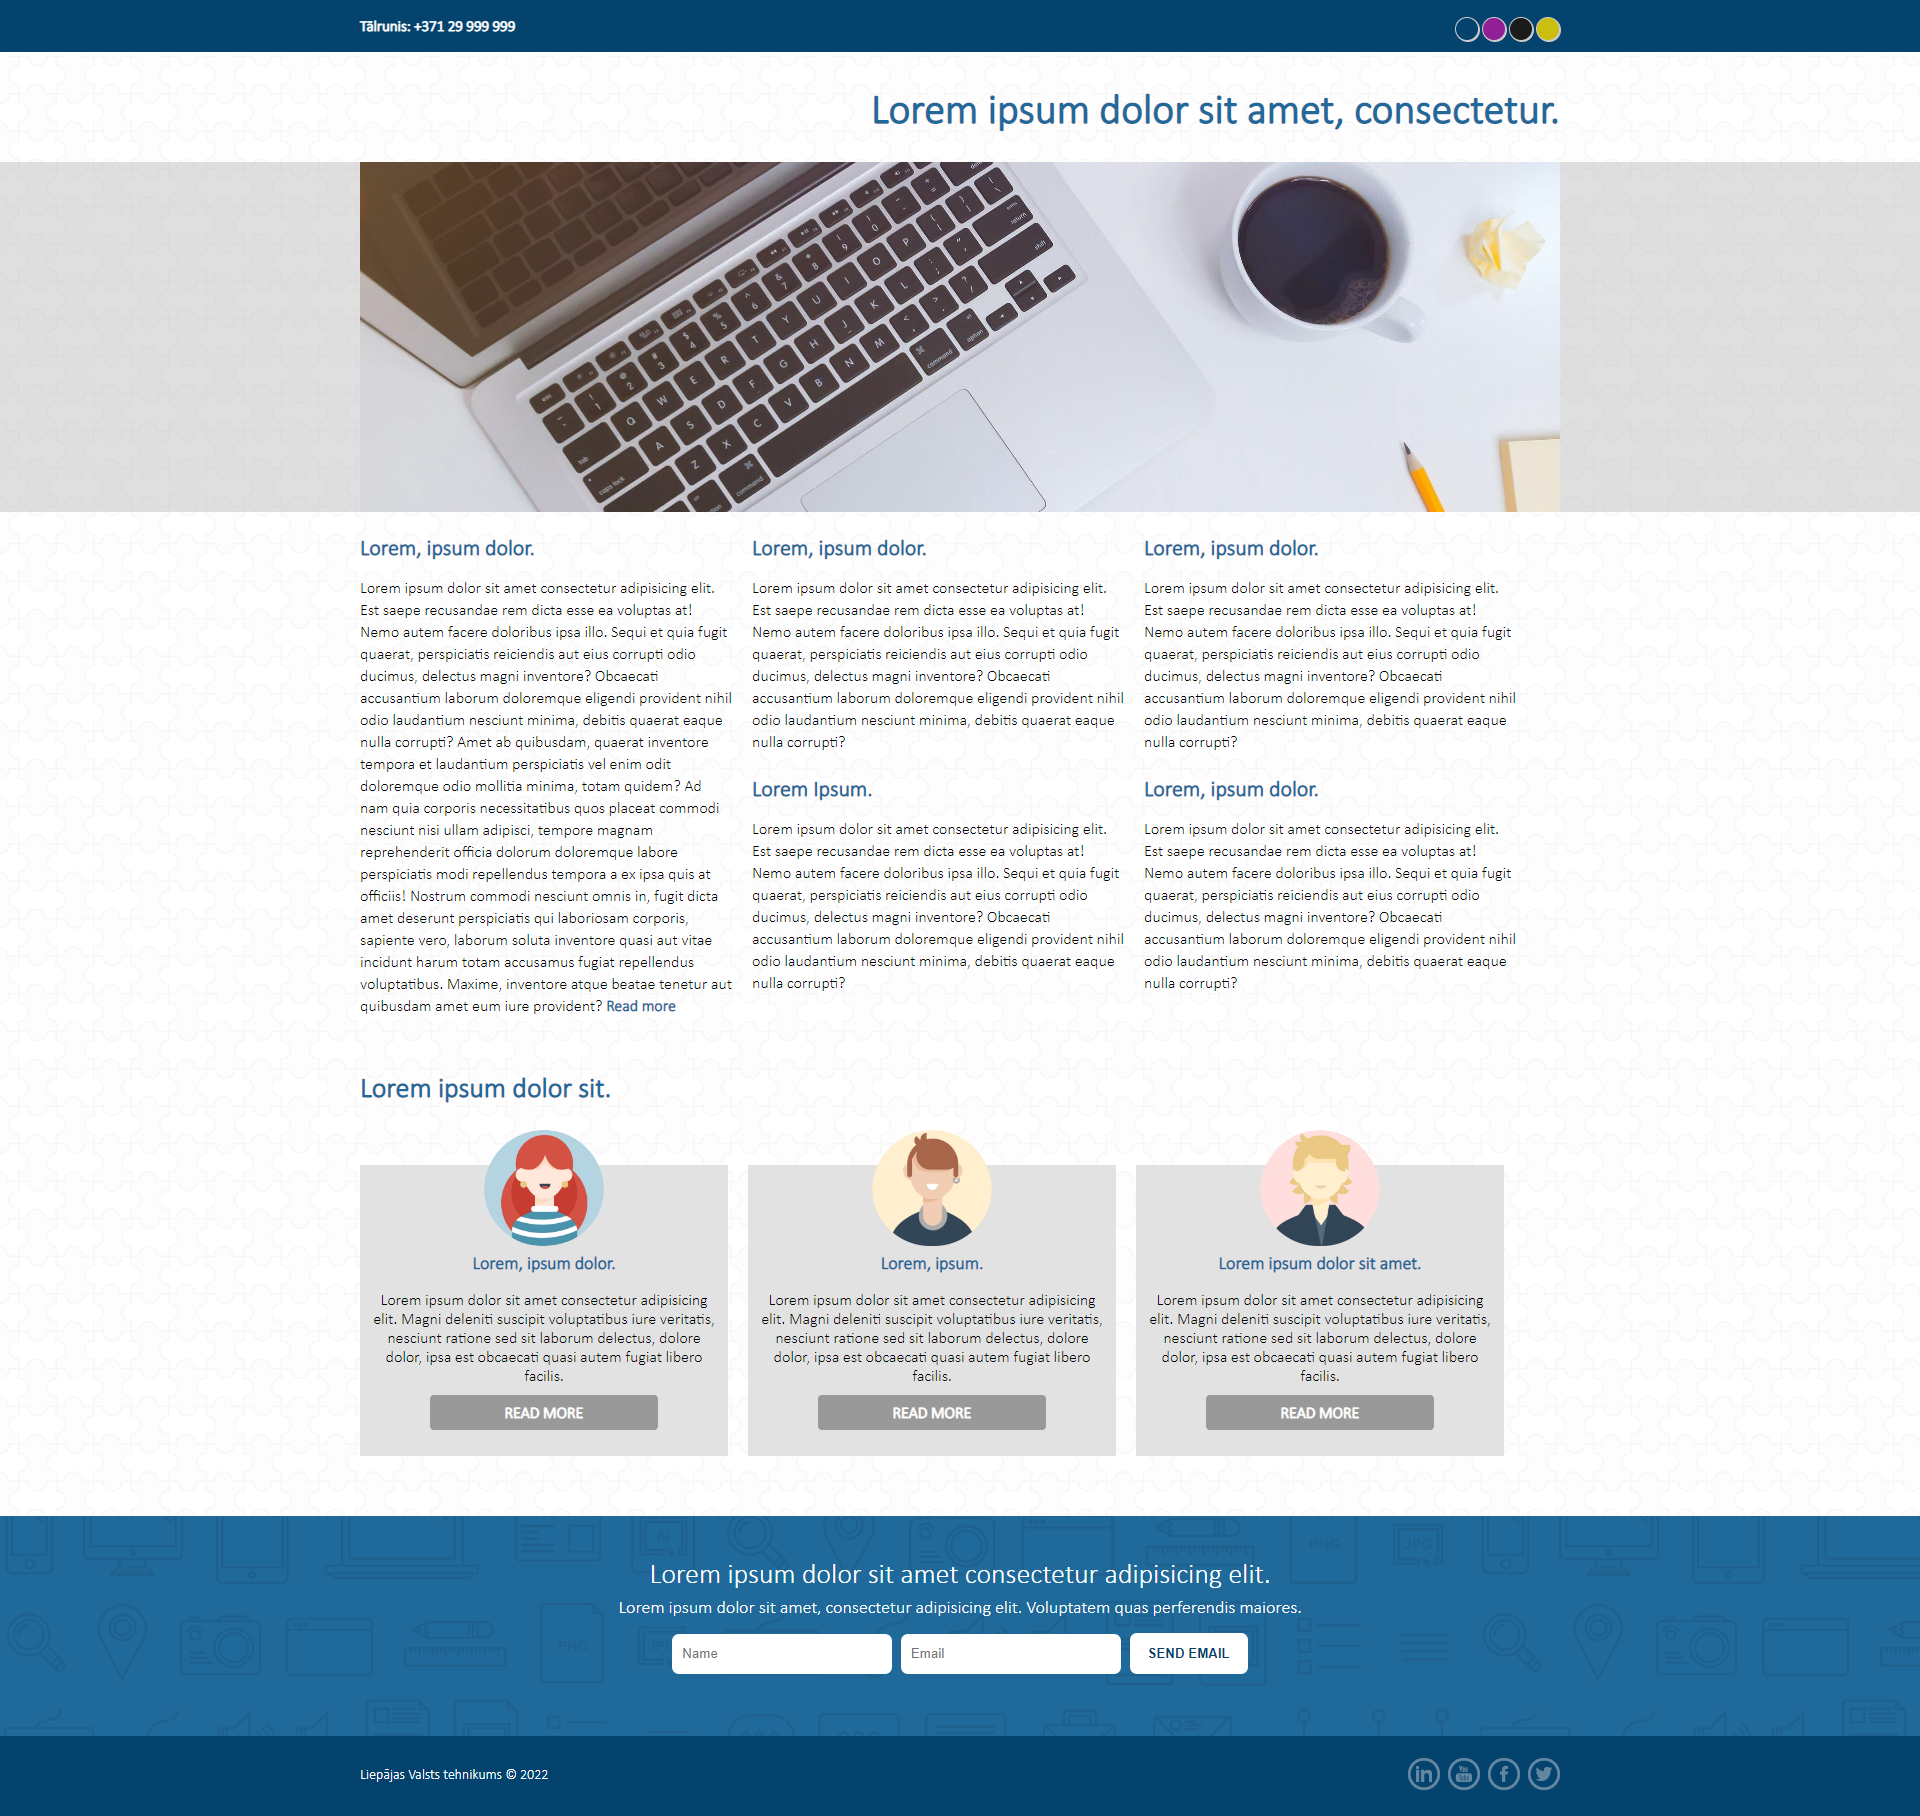 Tālrunis: +371 29 999 999
Lorem ipsum dolor sit amet, consectetur.
Lorem, ipsum dolor.
Lorem ipsum dolor sit amet consectetur adipisicing elit.
Est saepe recusandae rem dicta esse ea voluptas at!
Nemo autem facere doloribus ipsa illo. Sequi et quia fugit
quaerat, perspiciatis reiciendis aut eius corrupti odio
ducimus, delectus magni inventore? Obcaecati
accusantium laborum doloremque eligendi provident nihil
odio laudantium nesciunt minima, debitis quaerat eaque
nulla corrupti? Amet ab quibusdam, quaerat inventore
tempora et laudantium perspiciatis vel enim odit
doloremque odio mollitia minima, totam quidem? Ad
nam quia corporis necessitatibus quos placeat commodi
nesciunt nisi ullam adipisci, tempore magnam
reprehenderit officia dolorum doloremque labore
perspiciatis modi repellendus tempora a ex ipsa quis at
officiis! Nostrum commodi nesciunt omnis in, fugit dicta
amet deserunt perspiciatis qui laboriosam corporis,
sapiente vero, laborum soluta inventore quasi aut vitae
incidunt harum totam accusamus fugiat repellendus
voluptatibus. Maxime, inventore atque beatae tenetur aut
quibusdam amet eum iure provident? Read more
Lorem, ipsum dolor.
Lorem ipsum dolor sit amet consectetur adipisicing elit.
Est saepe recusandae rem dicta esse ea voluptas at!
Nemo autem facere doloribus ipsa illo. Sequi et quia fugit
quaerat, perspiciatis reiciendis aut eius corrupti odio
ducimus, delectus magni inventore? Obcaecati
accusantium laborum doloremque eligendi provident nihil
odio laudantium nesciunt minima, debitis quaerat eaque
nulla corrupti?
Lorem Ipsum.
Lorem ipsum dolor sit amet consectetur adipisicing elit.
Est saepe recusandae rem dicta esse ea voluptas at!
Nemo autem facere doloribus ipsa illo. Sequi et quia fugit
quaerat, perspiciatis reiciendis aut eius corrupti odio
ducimus, delectus magni inventore? Obcaecati
accusantium laborum doloremque eligendi provident nihil
odio laudantium nesciunt minima, debitis quaerat eaque
nulla corrupti?
Lorem, ipsum dolor.
Lorem ipsum dolor sit amet consectetur adipisicing elit.
Est saepe recusandae rem dicta esse ea voluptas at!
Nemo autem facere doloribus ipsa illo. Sequi et quia fugit
quaerat, perspiciatis reiciendis aut eius corrupti odio
ducimus, delectus magni inventore? Obcaecati
accusantium laborum doloremque eligendi provident nihil
odio laudantium nesciunt minima, debitis quaerat eaque
nulla corrupti?
Lorem, ipsum dolor.
Lorem ipsum dolor sit amet consectetur adipisicing elit.
Est saepe recusandae rem dicta esse ea voluptas at!
Nemo autem facere doloribus ipsa illo. Sequi et quia fugit
quaerat, perspiciatis reiciendis aut eius corrupti odio
ducimus, delectus magni inventore? Obcaecati
accusantium laborum doloremque eligendi provident nihil
odio laudantium nesciunt minima, debitis quaerat eaque
nulla corrupti?
Lorem ipsum dolor sit.
Lorem, ipsum dolor.
Lorem ipsum dolor sit amet consectetur adipisicing
elit. Magni deleniti suscipit voluptatibus iure veritatis,
nesciunt ratione sed sit laborum delectus, dolore
dolor, ipsa est obcaecati quasi autem fugiat libero
facilis.
READ MORE
Lorem, ipsum.
Lorem ipsum dolor sit amet consectetur adipisicing
elit. Magni deleniti suscipit voluptatibus iure veritatis,
nesciunt ratione sed sit laborum delectus, dolore
dolor, ipsa est obcaecati quasi autem fugiat libero
facilis.
READ MORE
Lorem ipsum dolor sit amet.
Lorem ipsum dolor sit amet consectetur adipisicing
elit. Magni deleniti suscipit voluptatibus iure veritatis,
nesciunt ratione sed sit laborum delectus, dolore
dolor, ipsa est obcaecati quasi autem fugiat libero
facilis.
READ MORE
Lorem ipsum dolor sit amet consectetur adipisicing elit.
Lorem ipsum dolor sit amet, consectetur adipisicing elit. Voluptatem quas perferendis maiores.
Name
Email
SEND EMAIL
Liepājas Valsts tehnikums © 2022